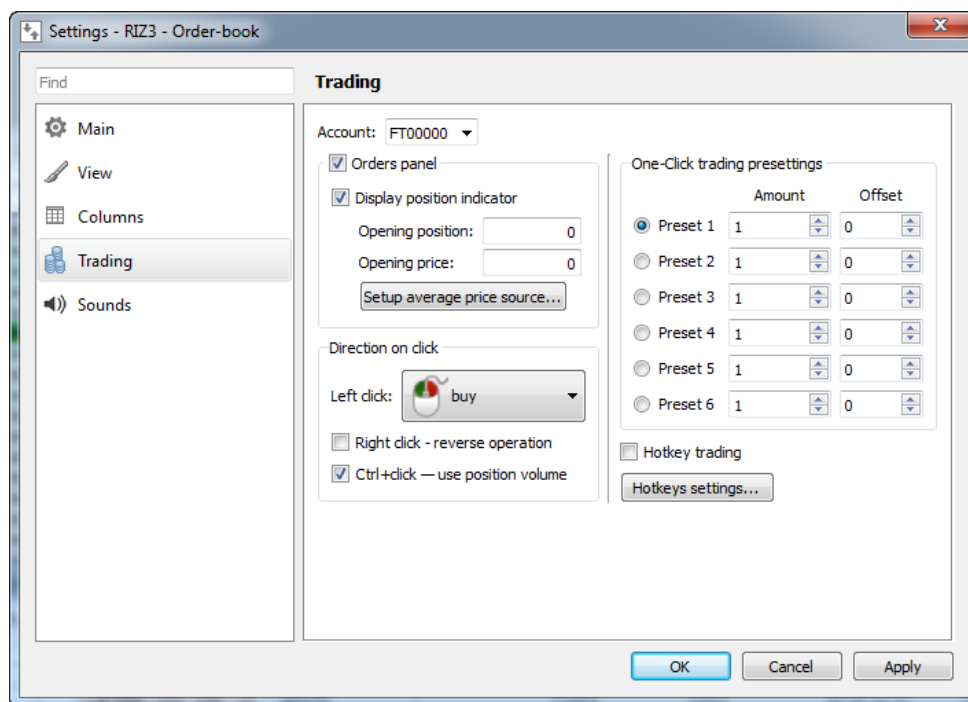 Settings - RIZ3 - Order-book
Find
Main
View
Columns
Trading
Sounds
Trading
Account: FT00000
Orders panel
Display position indicator
Opening position: 0
Opening price: 0
Setup average price source...
Direction on click
Left click: buy
Right click - reverse operation
Ctrl+click — use position volume
One-Click trading presettings
Amount Offset
Preset 1 1 0
Preset 2 1 0
Preset 3 1 0
Preset 4 1 0
Preset 5 1 0
Preset 6 1 0
Hotkey trading
Hotkeys settings...
OK Cancel Apply